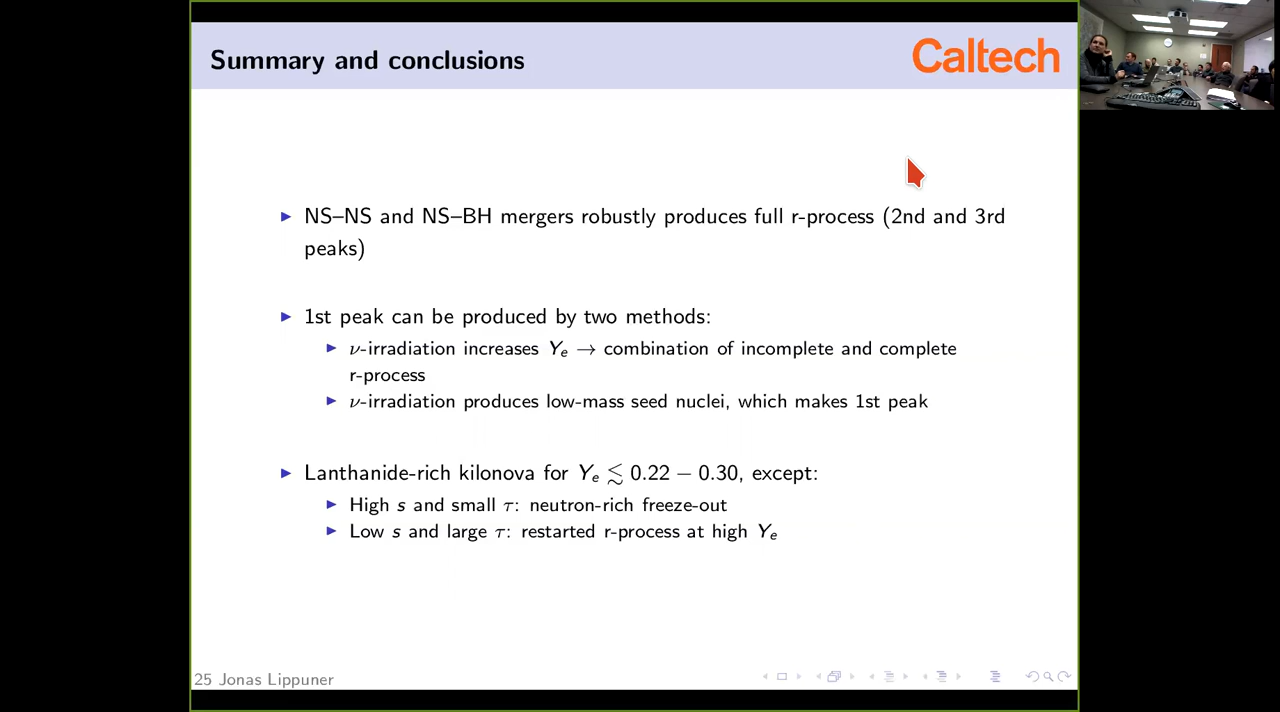 Summary and conclusions
Caltech
NS–NS and NS–BH mergers robustly produces full r-process (2nd and 3rd
peaks)
1st peak can be produced by two methods:
ν-irradiation increases Yₑ → combination of incomplete and complete
r-process
ν-irradiation produces low-mass seed nuclei, which makes 1st peak
Lanthanide-rich kilonova for Yₑ ≲ 0.22 − 0.30, except:
High s and small τ: neutron-rich freeze-out
Low s and large τ: restarted r-process at high Yₑ
25 Jonas Lippuner